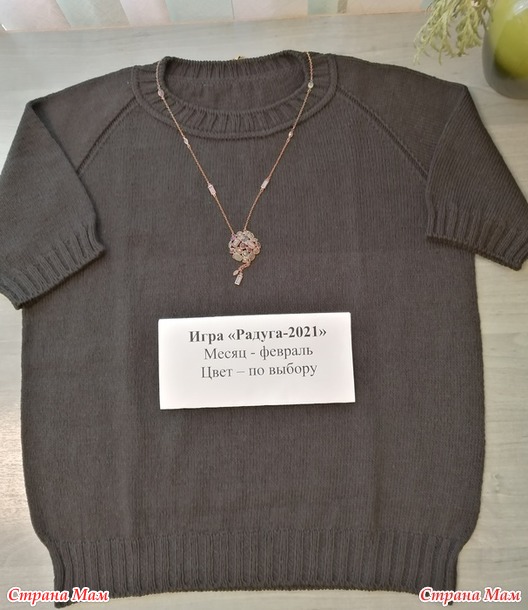 Игра «Радуга-2021»
Месяц - февраль
Цвет – по выбору
Страна Мам
Страна Мам